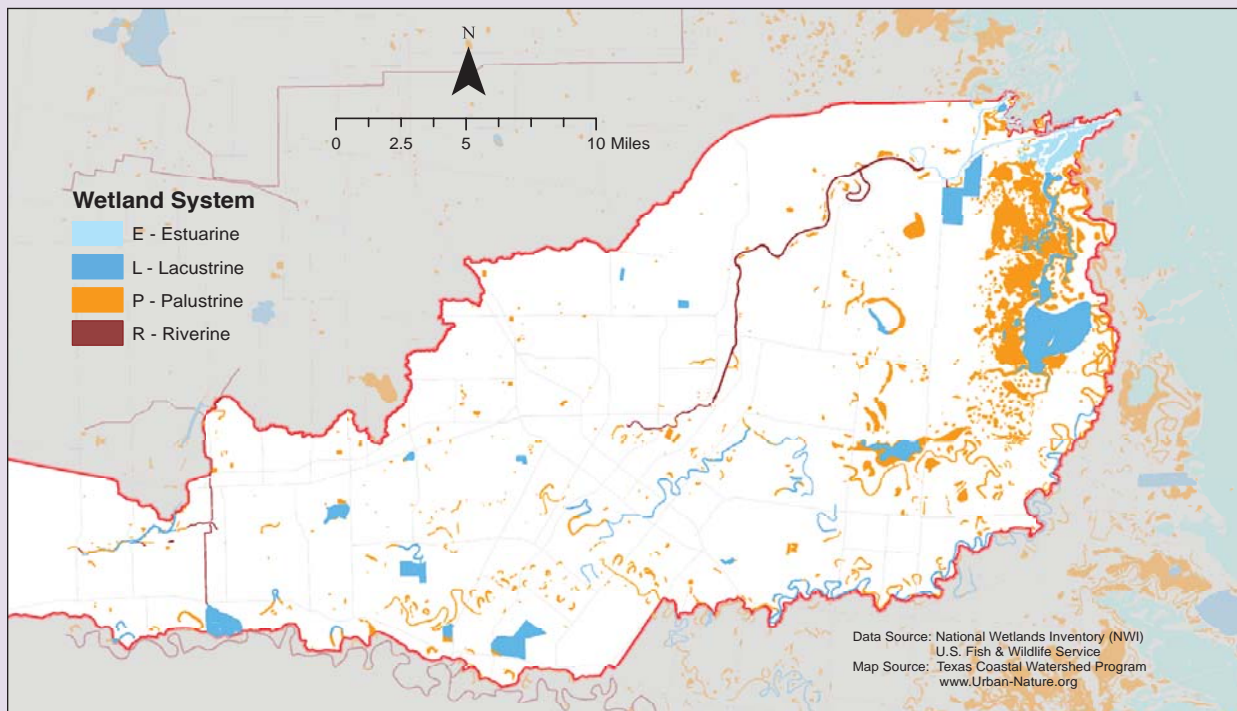 N
0 2.5 5 10 Miles
Wetland System
E - Estuarine
L - Lacustrine
P - Palustrine
R - Riverine
Data Source: National Wetlands Inventory (NWI)
U.S. Fish & Wildlife Service
Map Source: Texas Coastal Watershed Program
www.Urban-Nature.org